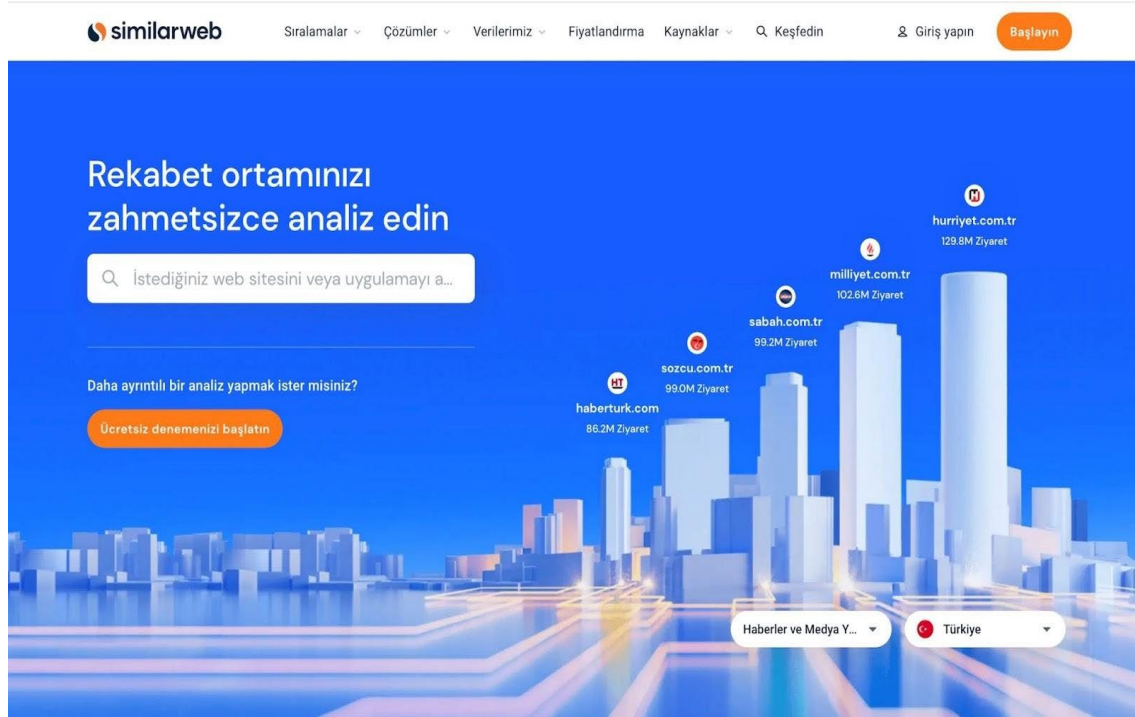 similarweb
Sıralamalar
Çözümler
Verilerimiz
Fiyatlandırma
Kaynaklar
Keşfedin
Giriş yapın
Başlayın
Rekabet ortamınızı
zahmetsizce analiz edin
İstediğiniz web sitesini veya uygulamayı a...
Daha ayrıntılı bir analiz yapmak ister misiniz?
Ücretsiz denemenizi başlatın
HT
haberturk.com
86.2M Ziyaret
sozcu.com.tr
99.0M Ziyaret
sabah.com.tr
99.2M Ziyaret
milliyet.com.tr
102.6M Ziyaret
hurriyet.com.tr
129.8M Ziyaret
Haberler ve Medya Y...
Türkiye